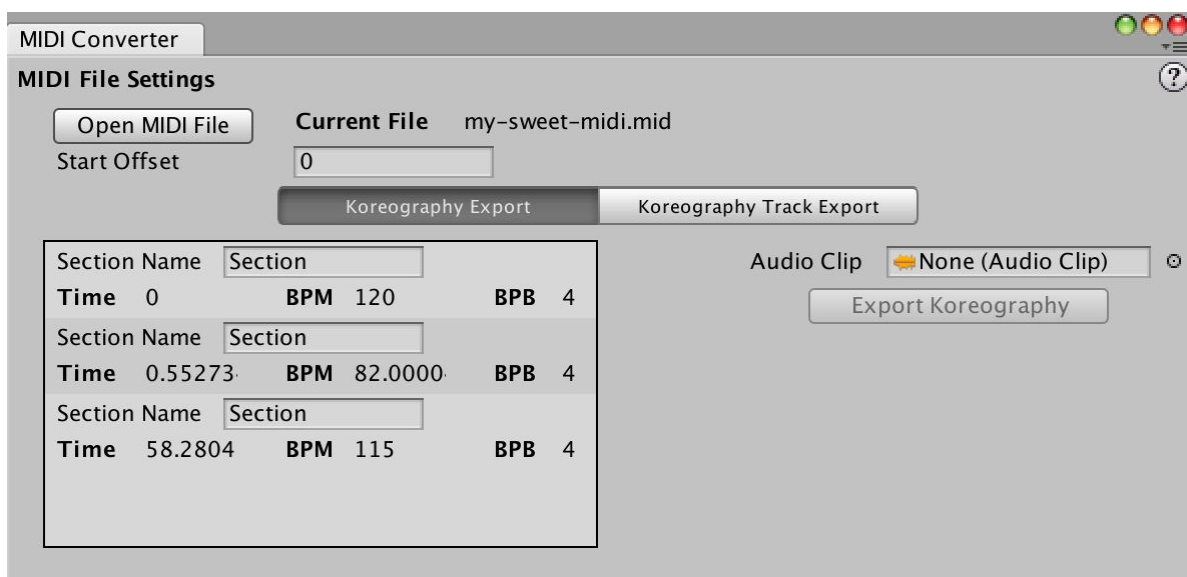 MIDI Converter
MIDI File Settings
?
Open MIDI File Current File my-sweet-midi.mid
Start Offset 0
Koreography Export Koreography Track Export
Section Name Section
Time 0 BPM 120 BPB 4
Section Name Section
Time 0.55273 BPM 82.0000 BPB 4
Section Name Section
Time 58.2804 BPM 115 BPB 4
Audio Clip None (Audio Clip)
Export Koreography